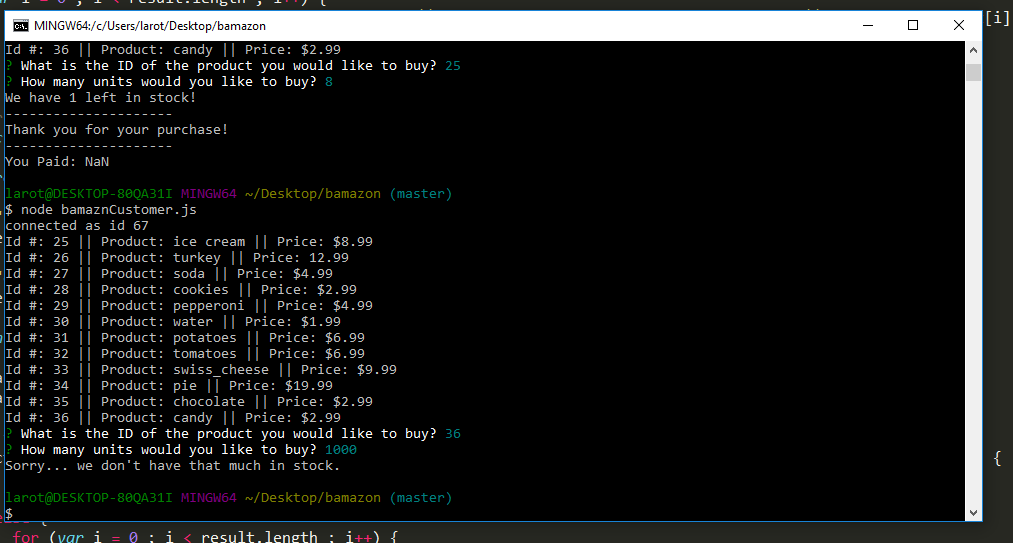 var i = 0 ; i < result.length ; i++) {
MINGW64:/c/Users/larot/Desktop/bamazon
[i]
Id #: 36 || Product: candy || Price: $2.99
? What is the ID of the product you would like to buy? 25
? How many units would you like to buy? 8
We have 1 left in stock!
---------------------
Thank you for your purchase!
---------------------
You Paid: NaN
larot@DESKTOP-80QA31I MINGW64 ~/Desktop/bamazon (master)
$ node bamaznCustomer.js
connected as id 67
Id #: 25 || Product: ice cream || Price: $8.99
Id #: 26 || Product: turkey || Price: 12.99
Id #: 27 || Product: soda || Price: $4.99
Id #: 28 || Product: cookies || Price: $2.99
Id #: 29 || Product: pepperoni || Price: $4.99
Id #: 30 || Product: water || Price: $1.99
Id #: 31 || Product: potatoes || Price: $6.99
Id #: 32 || Product: tomatoes || Price: $6.99
Id #: 33 || Product: swiss_cheese || Price: $9.99
Id #: 34 || Product: pie || Price: $19.99
Id #: 35 || Product: chocolate || Price: $2.99
Id #: 36 || Product: candy || Price: $2.99
? What is the ID of the product you would like to buy? 36
? How many units would you like to buy? 1000
Sorry... we don't have that much in stock.
{
larot@DESKTOP-80QA31I MINGW64 ~/Desktop/bamazon (master)
$
for (var i = 0 ; i < result.length ; i++) {